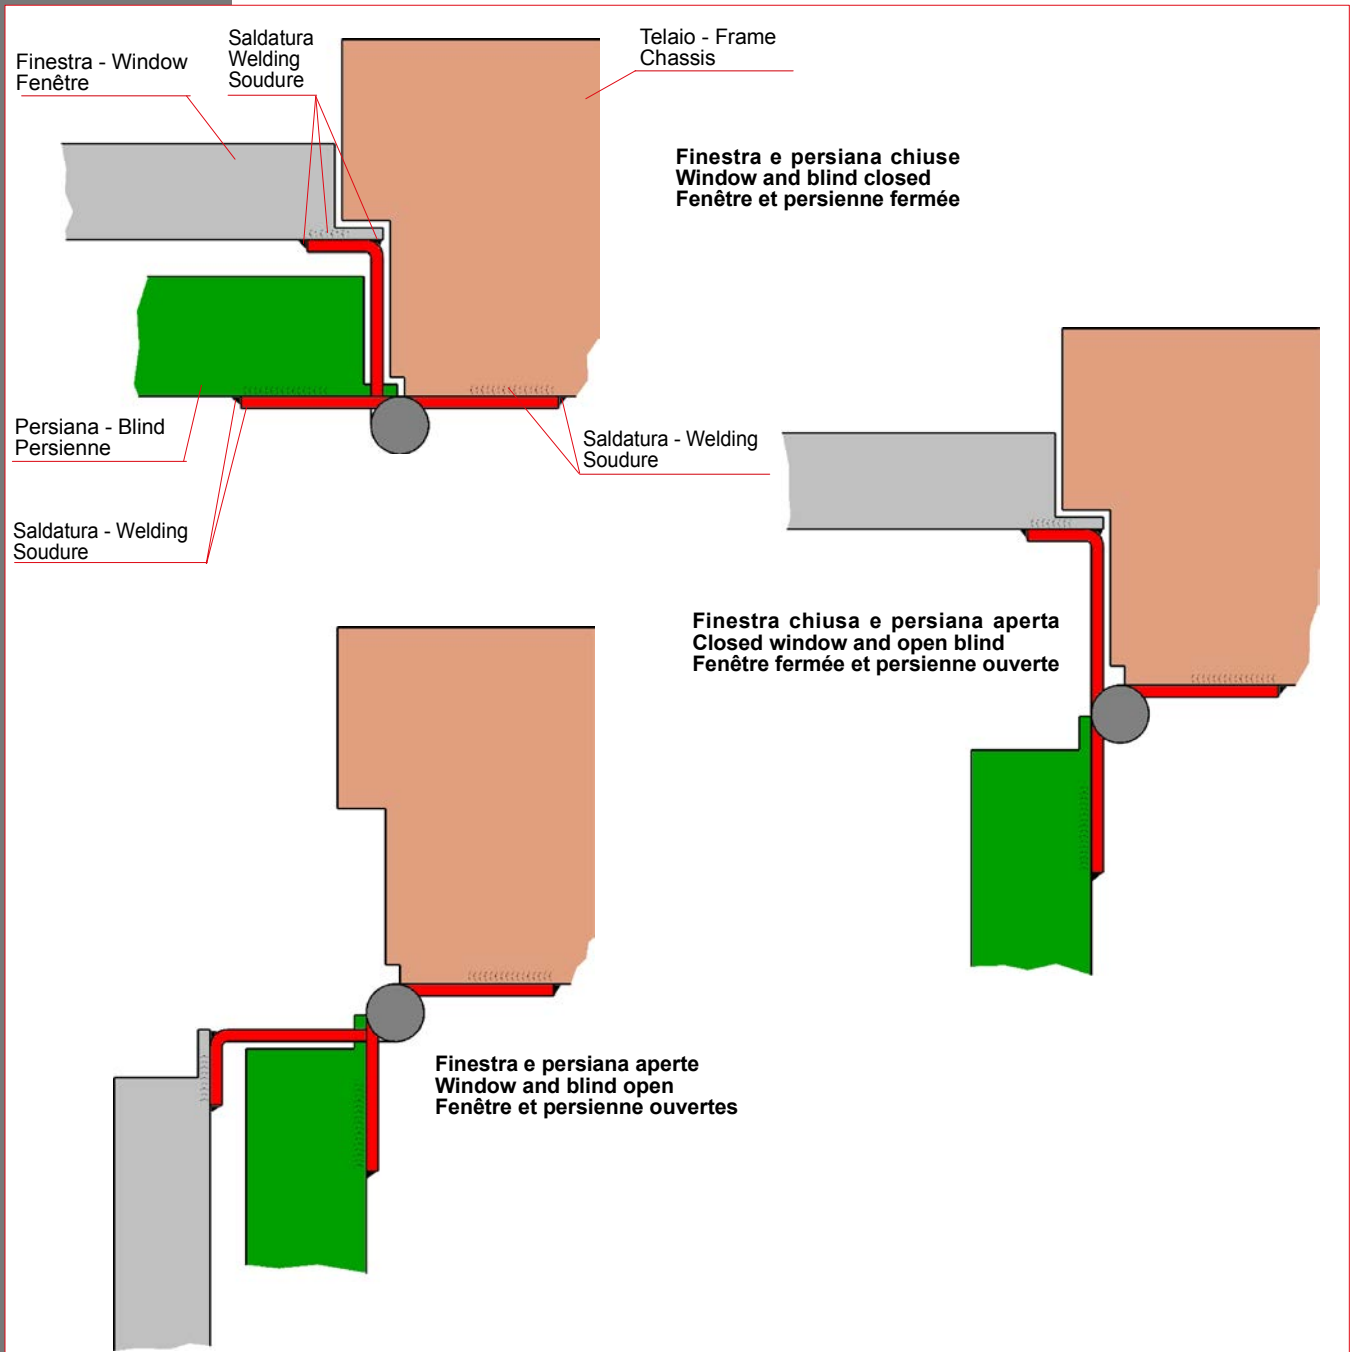 Finestra - Window
Fenêtre
Saldatura
Welding
Soudure
Telaio - Frame
Chassis
Finestra e persiana chiuse
Window and blind closed
Fenêtre et persienne fermée
Persiana - Blind
Persienne
Saldatura - Welding
Soudure
Saldatura - Welding
Soudure
Finestra chiusa e persiana aperta
Closed window and open blind
Fenêtre fermée et persienne ouverte
Finestra e persiana aperte
Window and blind open
Fenêtre et persienne ouvertes